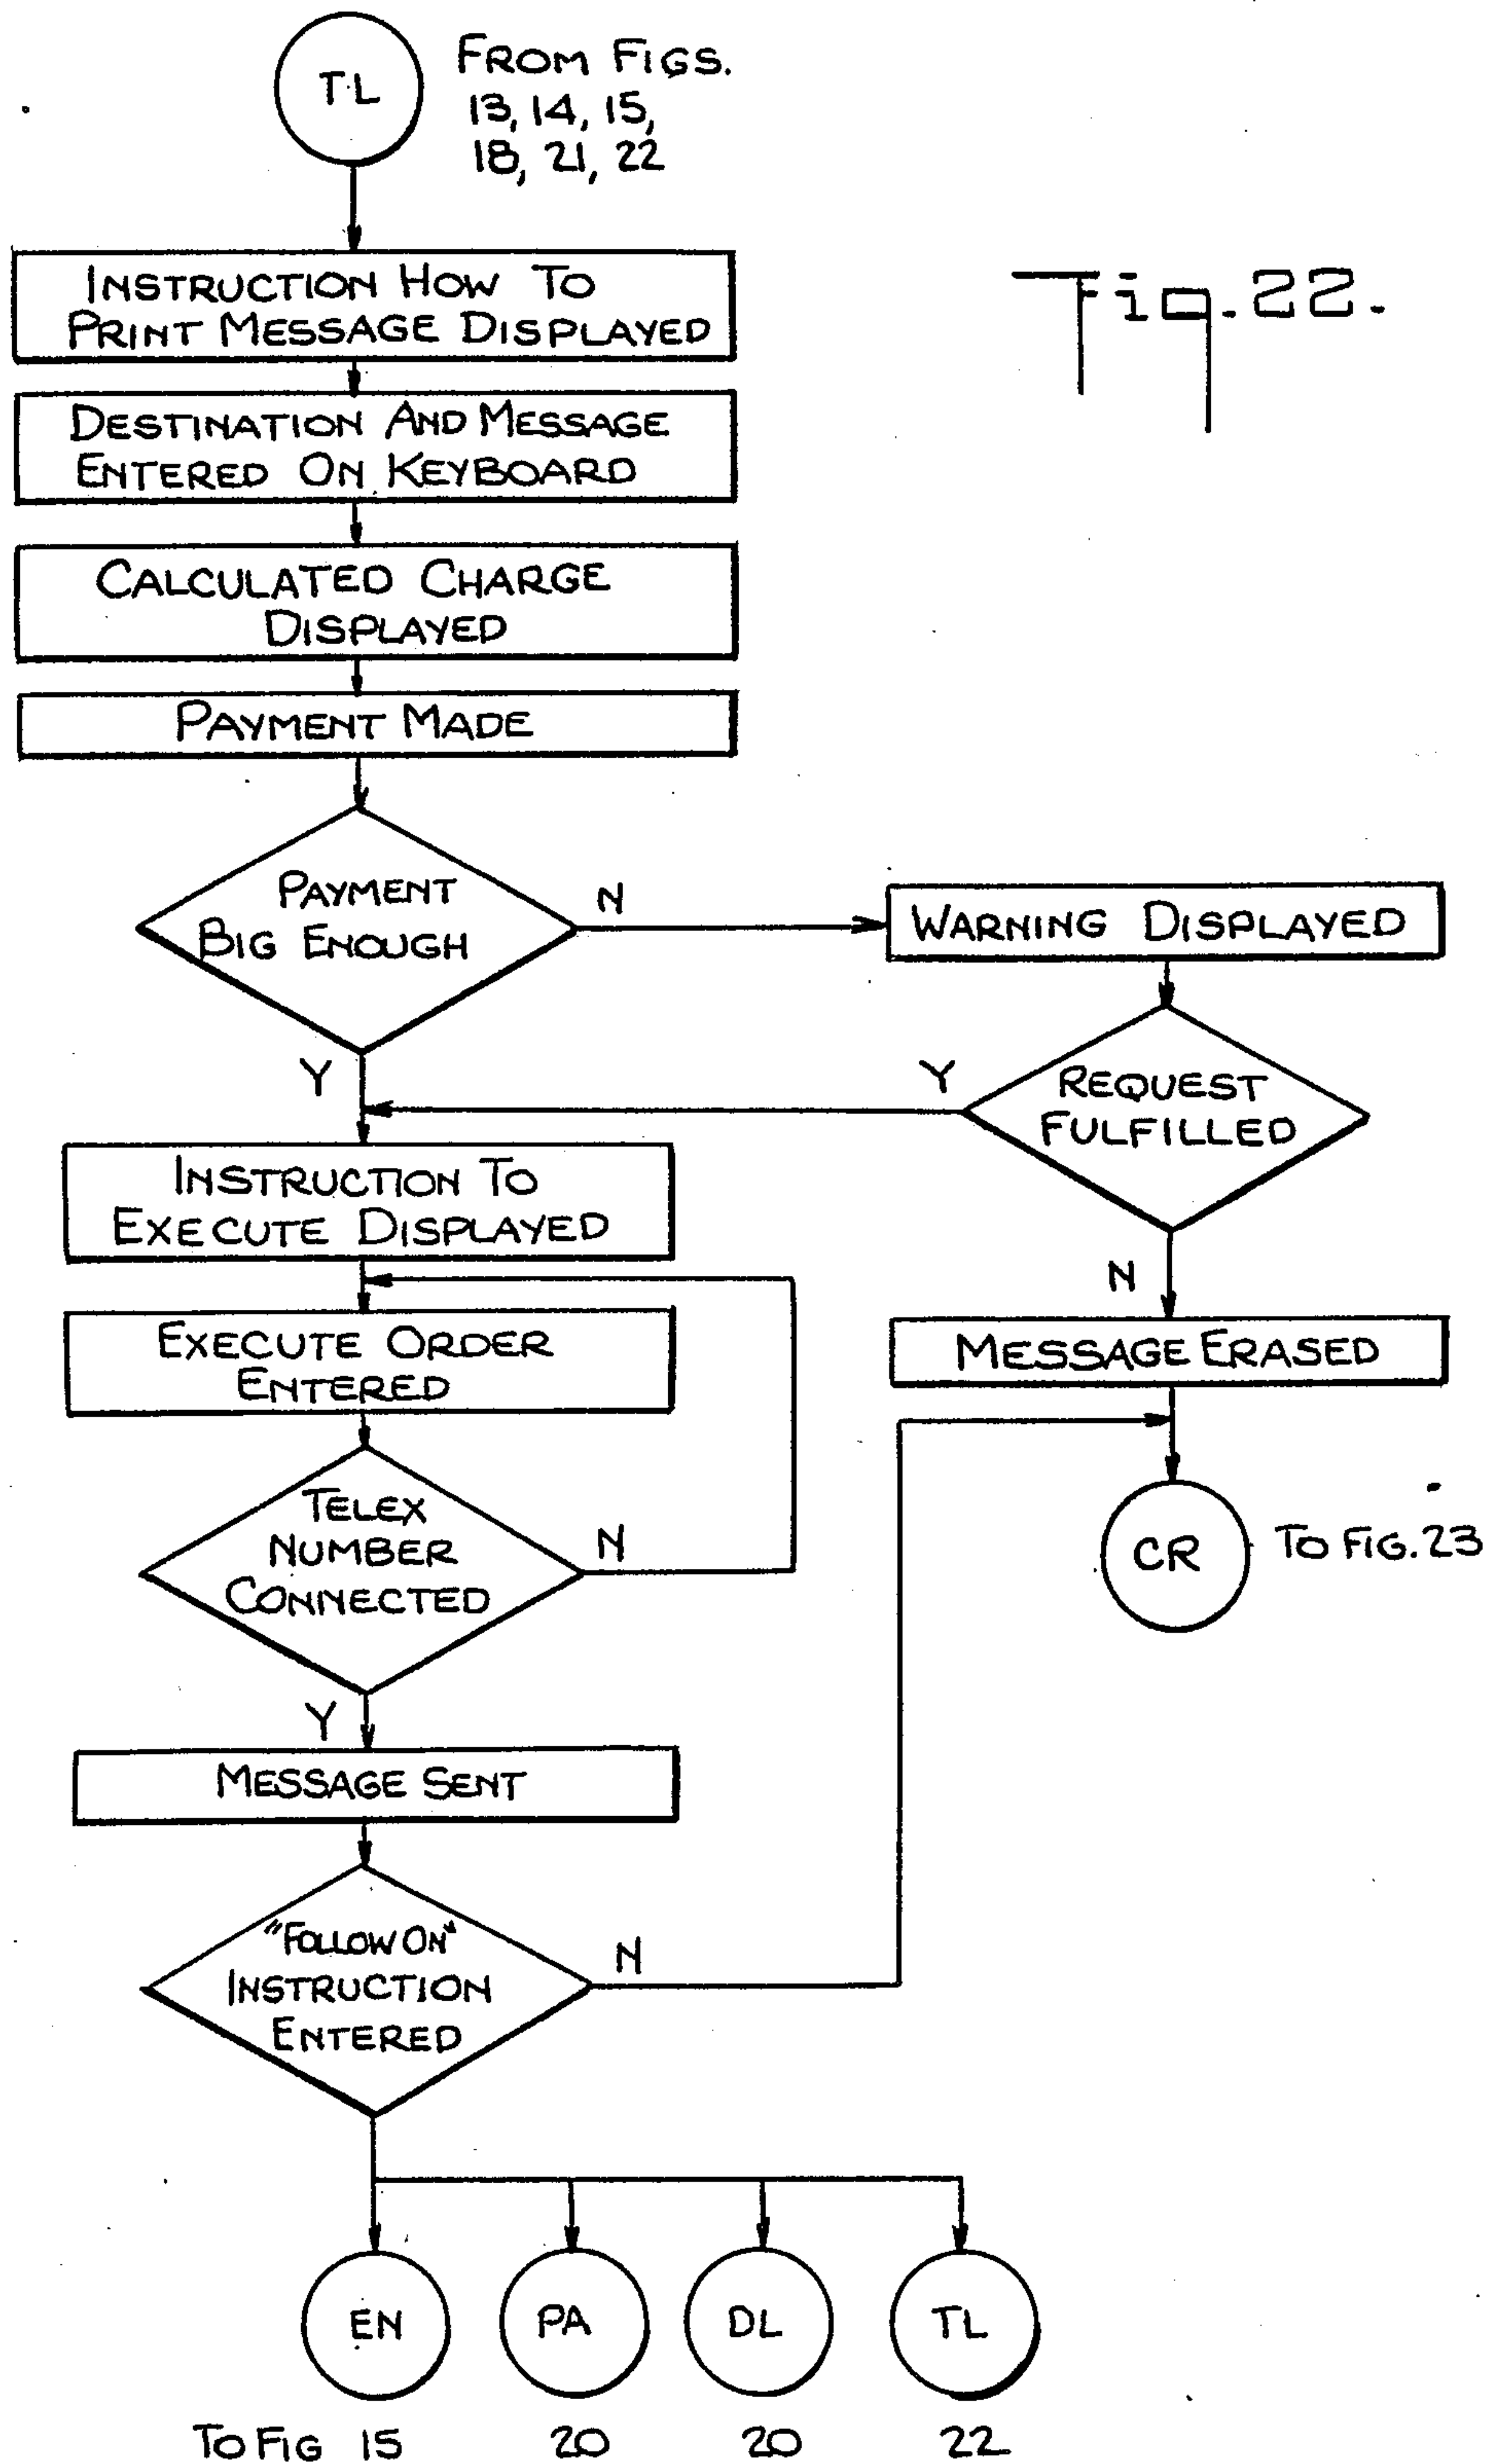 TL
FROM FIGS.
13, 14, 15,
18, 21, 22
INSTRUCTION HOW TO
PRINT MESSAGE DISPLAYED
Fig. 22.
DESTINATION AND MESSAGE
ENTERED ON KEYBOARD
CALCULATED CHARGE
DISPLAYED
PAYMENT MADE
PAYMENT
BIG ENOUGH
N
WARNING DISPLAYED
Y
Y
REQUEST
FULFILLED
INSTRUCTION TO
EXECUTE DISPLAYED
N
EXECUTE ORDER
ENTERED
MESSAGE ERASED
TELEX
NUMBER
CONNECTED
N
CR
TO FIG. 23
Y
MESSAGE SENT
"FOLLOW ON"
INSTRUCTION
ENTERED
N
EN
PA
DL
TL
TO FIG 15
20
20
22